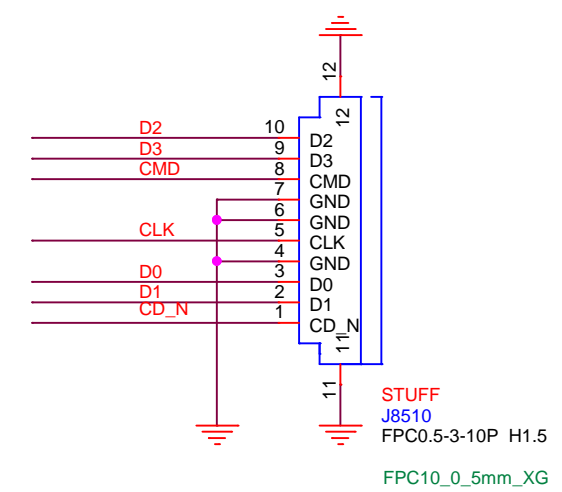 12
12
D2 10 D2
D3 9 D3
CMD 8 CMD
7 GND
6 GND
CLK 5 CLK
4 GND
D0 3 D0
D1 2 D1
CD_N 1 CD_N
11
11
STUFF
J8510
FPC0.5-3-10P H1.5
FPC10_0_5mm_XG